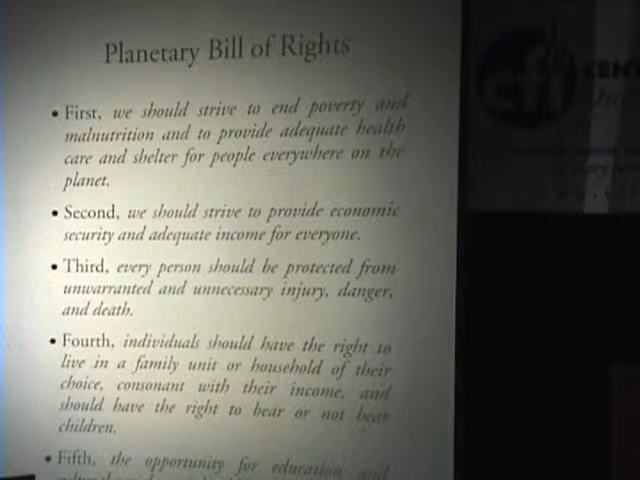 Planetary Bill of Rights
• First, we should strive to end poverty and
malnutrition and to provide adequate health
care and shelter for people everywhere on the
planet.
• Second, we should strive to provide economic
security and adequate income for everyone.
• Third, every person should be protected from
unwarranted and unnecessary injury, danger,
and death.
• Fourth, individuals should have the right to
live in a family unit or household of their
choice, consonant with their income, and
should have the right to bear or not bear
children.
• Fifth, the opportunity for education and
cfi CENT